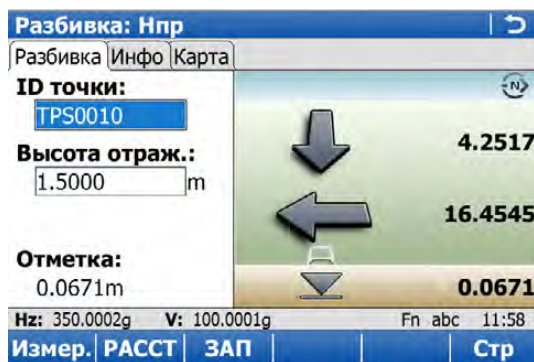 Разбивка: Нпр
Разбивка Инфо Карта
ID точки:
TPS0010
Высота отраж.:
1.5000 m
Отметка:
0.0671m
N
4.2517
16.4545
0.0671
Hz: 350.0002g V: 100.0001g Fn abc 11:58
Измер. РАССТ ЗАП Стр